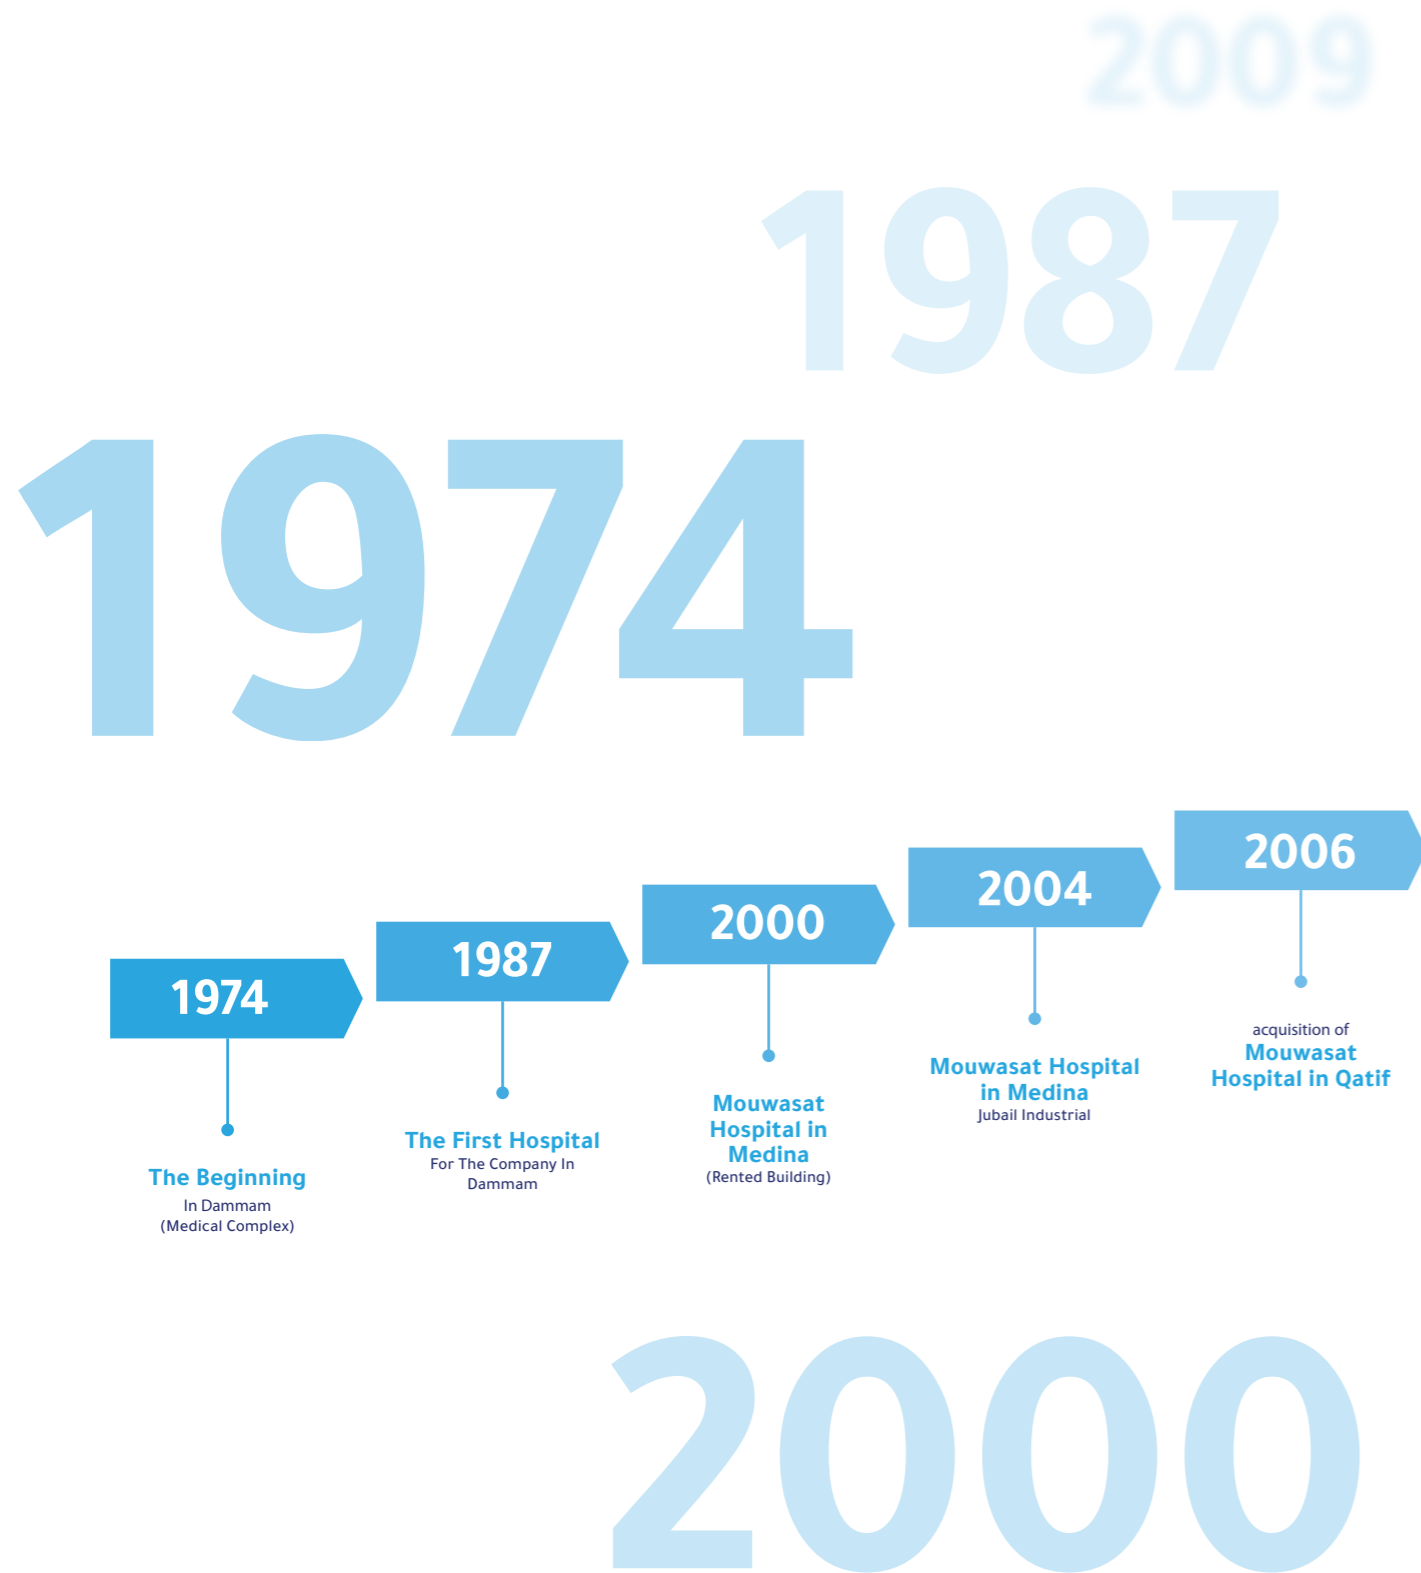 2009
1987
1974
1974
The Beginning
In Dammam
(Medical Complex)
1987
The First Hospital
For The Company In
Dammam
2000
Mouwasat
Hospital in
Medina
(Rented Building)
2004
Mouwasat Hospital
in Medina
Jubail Industrial
2006
acquisition of
Mouwasat
Hospital in Qatif
2000